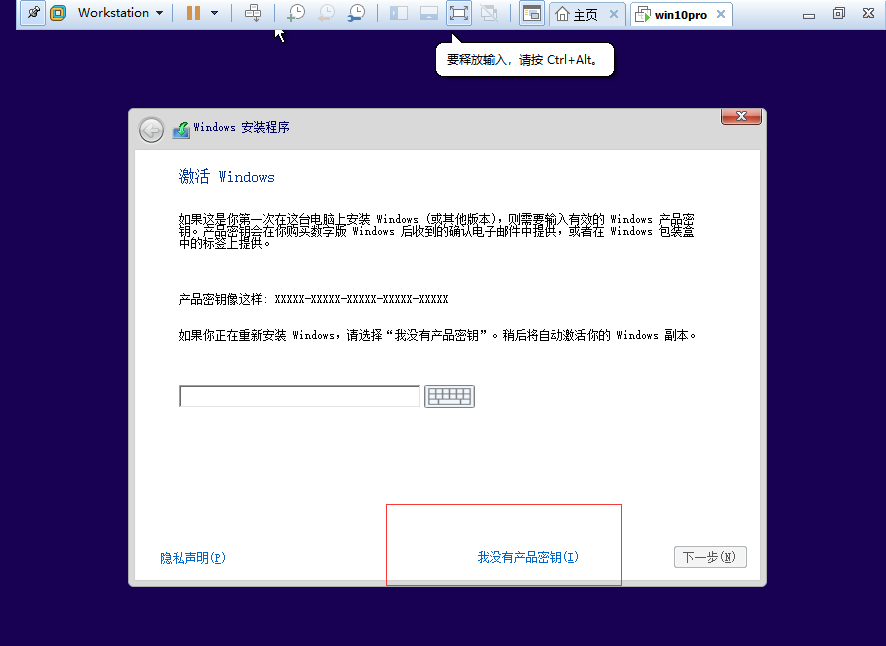 Workstation
主页
win10pro
要释放输入，请按 Ctrl+Alt。
Windows 安装程序
激活 Windows
如果这是你第一次在这台电脑上安装 Windows (或其他版本)，则需要输入有效的 Windows 产品密
钥。产品密钥会在你购买数字版 Windows 后收到的确认电子邮件中提供，或者在 Windows 包装盒
中的标签上提供。
产品密钥像这样: XXXXX-XXXXX-XXXXX-XXXXX-XXXXX
如果你正在重新安装 Windows，请选择“我没有产品密钥”。稍后将自动激活你的 Windows 副本。
隐私声明(P)
我没有产品密钥(I)
下一步(N)